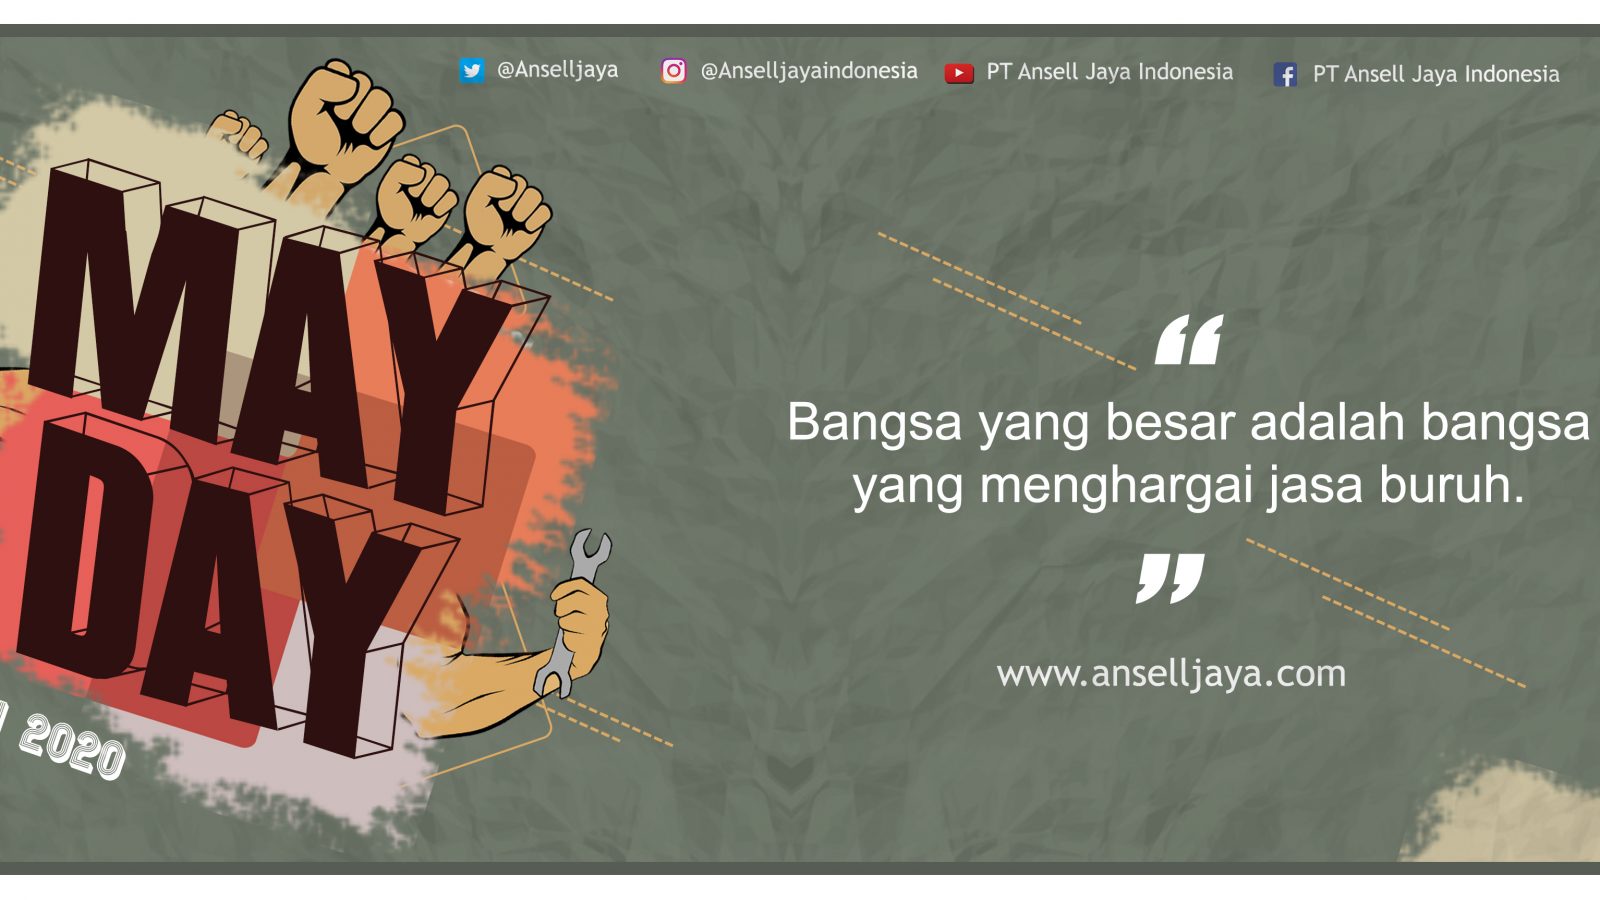 @Anselljaya
@Anselljayaindonesia
PT Ansell Jaya Indonesia
PT Ansell Jaya Indonesia
MAY
DAY
2020
Bangsa yang besar adalah bangsa
yang menghargai jasa buruh.
www.anselljaya.com